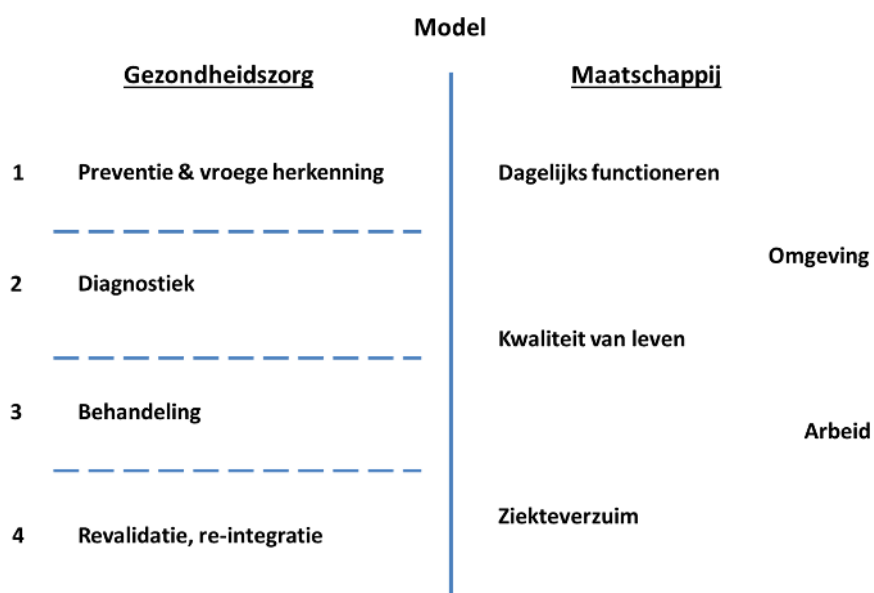 Model
Gezondheidszorg
1 Preventie & vroege herkenning
2 Diagnostiek
3 Behandeling
4 Revalidatie, re-integratie
Maatschappij
Dagelijks functioneren
Omgeving
Kwaliteit van leven
Arbeid
Ziekteverzuim